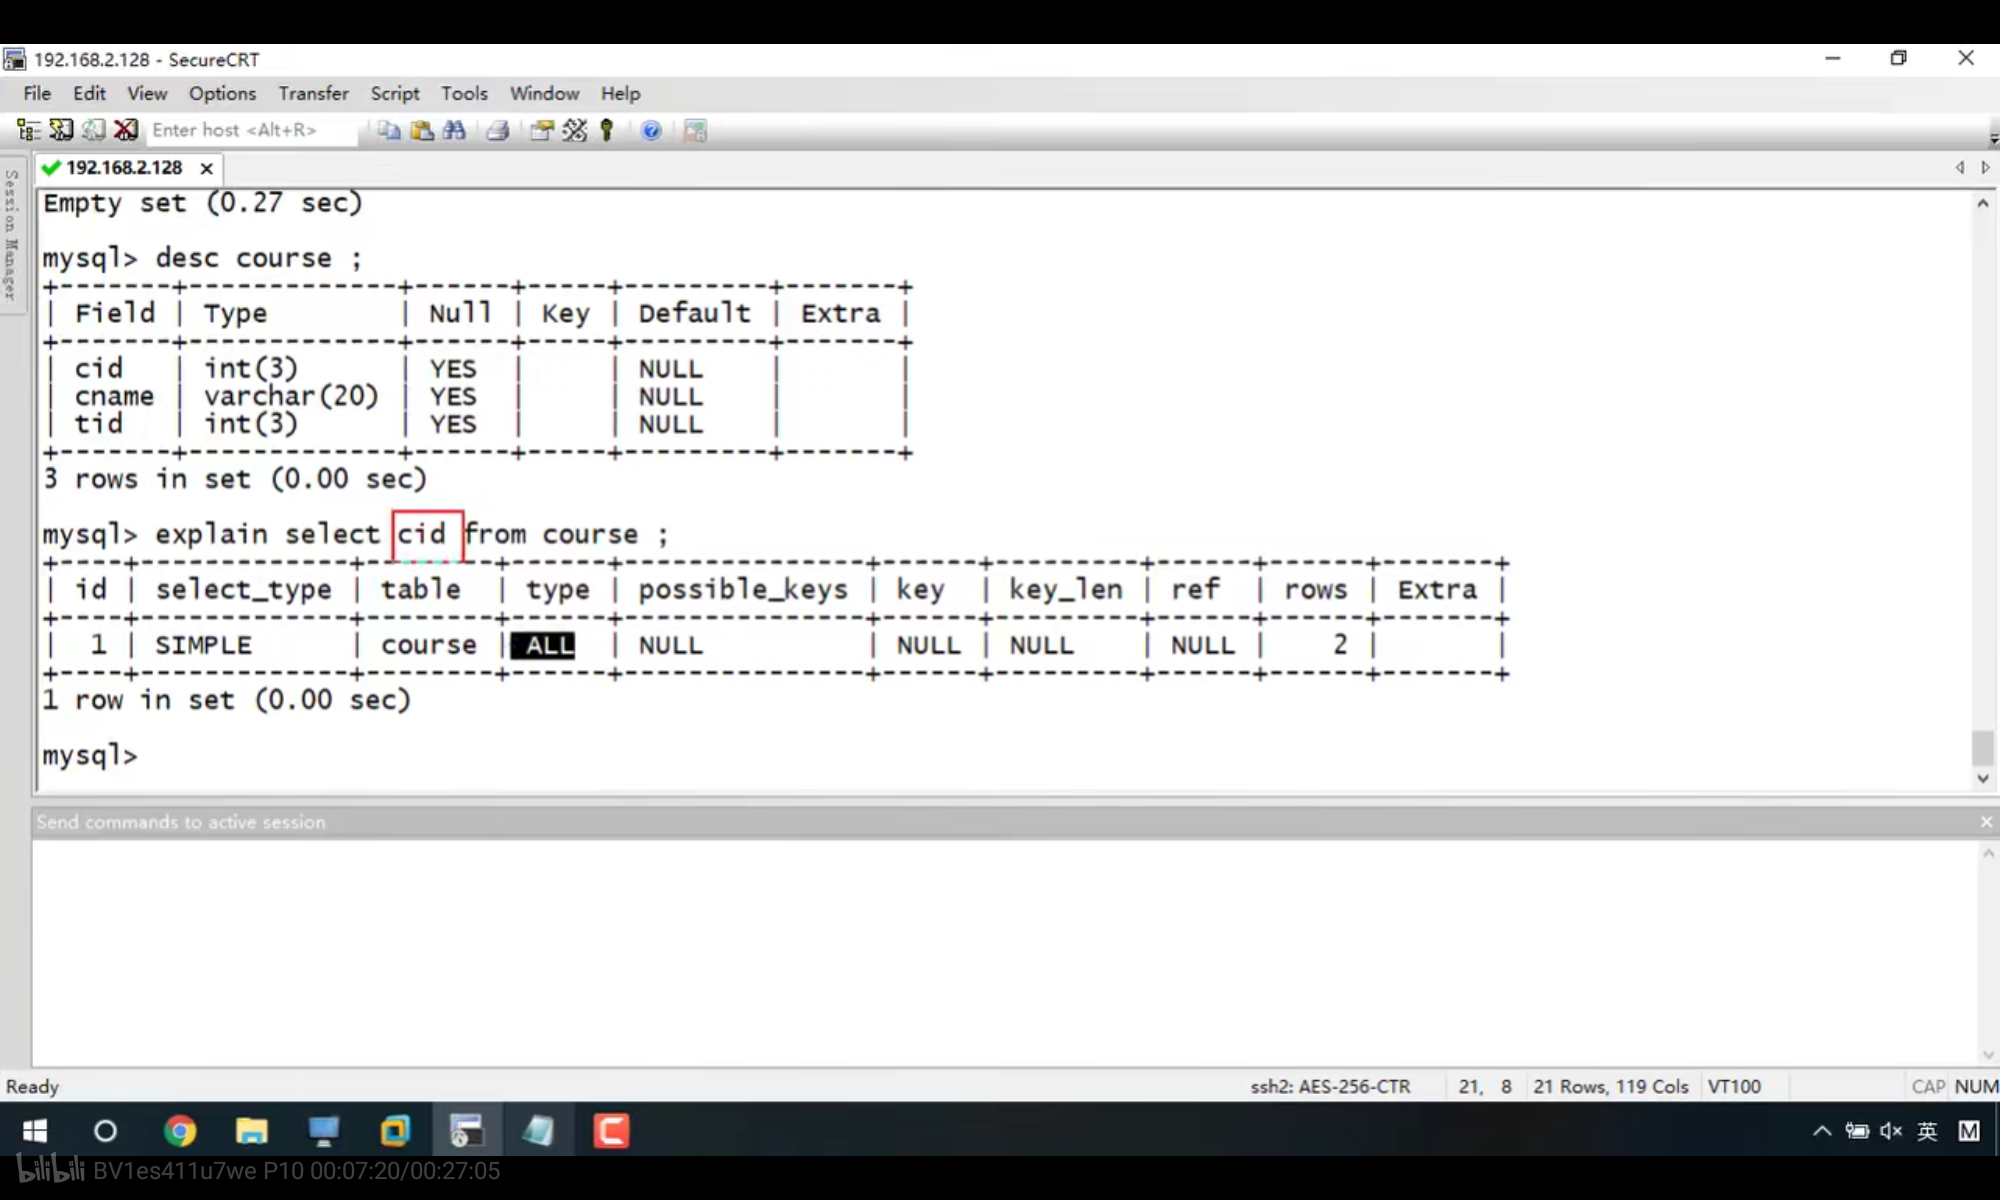 192.168.2.128 - SecureCRT
File Edit View Options Transfer Script Tools Window Help
Enter host <Alt+R>
Session Manager
192.168.2.128
Empty set (0.27 sec)
mysql> desc course ;
+-------+-------------+------+-----+---------+-------+
| Field | Type | Null | Key | Default | Extra |
+-------+-------------+------+-----+---------+-------+
| cid | int(3) | YES | | NULL | |
| cname | varchar(20) | YES | | NULL | |
| tid | int(3) | YES | | NULL | |
+-------+-------------+------+-----+---------+-------+
3 rows in set (0.00 sec)
mysql> explain select cid from course ;
+----+-------------+--------+------+---------------+------+---------+------+------+-------+
| id | select_type | table | type | possible_keys | key | key_len | ref | rows | Extra |
+----+-------------+--------+------+---------------+------+---------+------+------+-------+
| 1 | SIMPLE | course | ALL | NULL | NULL | NULL | NULL | 2 | |
+----+-------------+--------+------+---------------+------+---------+------+------+-------+
1 row in set (0.00 sec)
mysql>
Send commands to active session
Ready ssh2: AES-256-CTR 21, 8 21 Rows, 119 Cols VT100 CAP NUM
英 M
bilibili BV1es411u7we P10 00:07:20/00:27:05